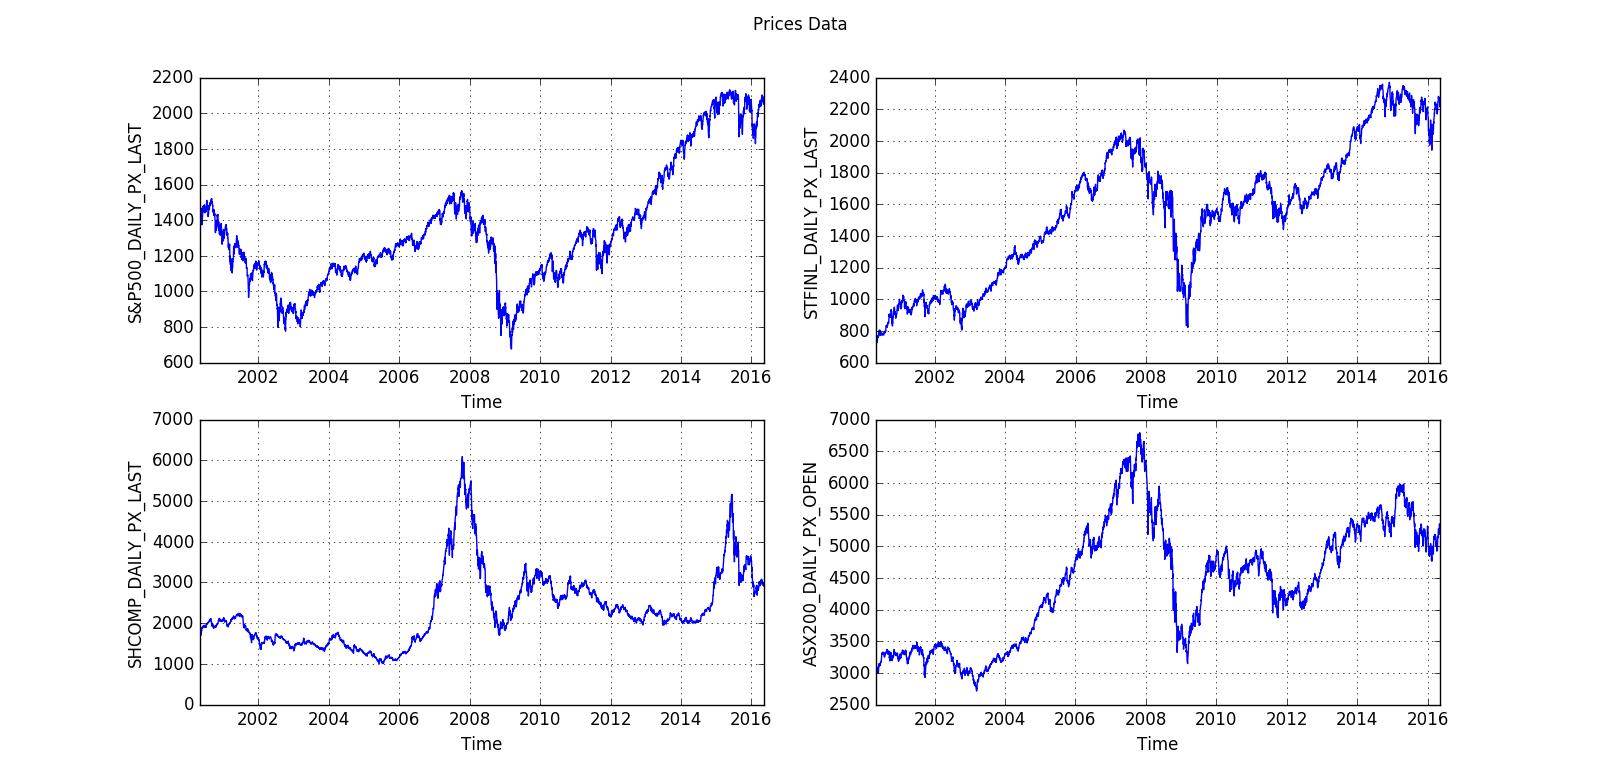 Prices Data
S&P500_DAILY_PX_LAST
2200
2000
1800
1600
1400
1200
1000
800
600
2002 2004 2006 2008 2010 2012 2014 2016
Time
STFINL_DAILY_PX_LAST
2400
2200
2000
1800
1600
1400
1200
1000
800
600
2002 2004 2006 2008 2010 2012 2014 2016
Time
SHCOMP_DAILY_PX_LAST
7000
6000
5000
4000
3000
2000
1000
0
2002 2004 2006 2008 2010 2012 2014 2016
Time
ASX200_DAILY_PX_OPEN
7000
6500
6000
5500
5000
4500
4000
3500
3000
2500
2002 2004 2006 2008 2010 2012 2014 2016
Time